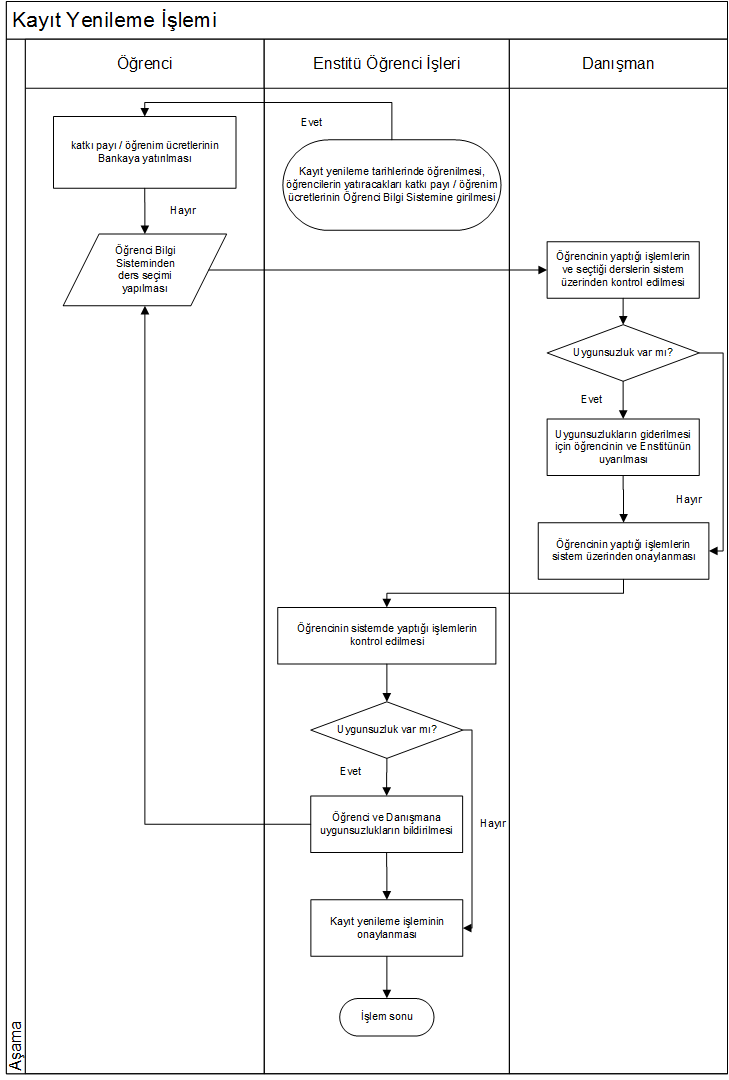 Kayıt Yenileme İşlemi
Öğrenci
Enstitü Öğrenci İşleri
Danışman
Evet
katkı payı / öğrenim ücretlerinin
Bankaya yatırılması
Kayıt yenileme tarihlerinde öğrenilmesi,
öğrencilerin yatıracakları katkı payı / öğrenim
ücretlerinin Öğrenci Bilgi Sistemine girilmesi
Hayır
Öğrenci Bilgi
Sisteminden
ders seçimi
yapılması
Öğrencinin yaptığı işlemlerin
ve seçtiği derslerin sistem
üzerinden kontrol edilmesi
Uygunsuzluk var mı?
Evet
Uygunsuzlukların giderilmesi
için öğrencinin ve Enstitünün
uyarılması
Hayır
Öğrencinin yaptığı işlemlerin
sistem üzerinden onaylanması
Öğrencinin sistemde yaptığı işlemlerin
kontrol edilmesi
Uygunsuzluk var mı?
Evet
Öğrenci ve Danışmana
uygunsuzlukların bildirilmesi
Hayır
Kayıt yenileme işleminin
onaylanması
İşlem sonu
Aşama